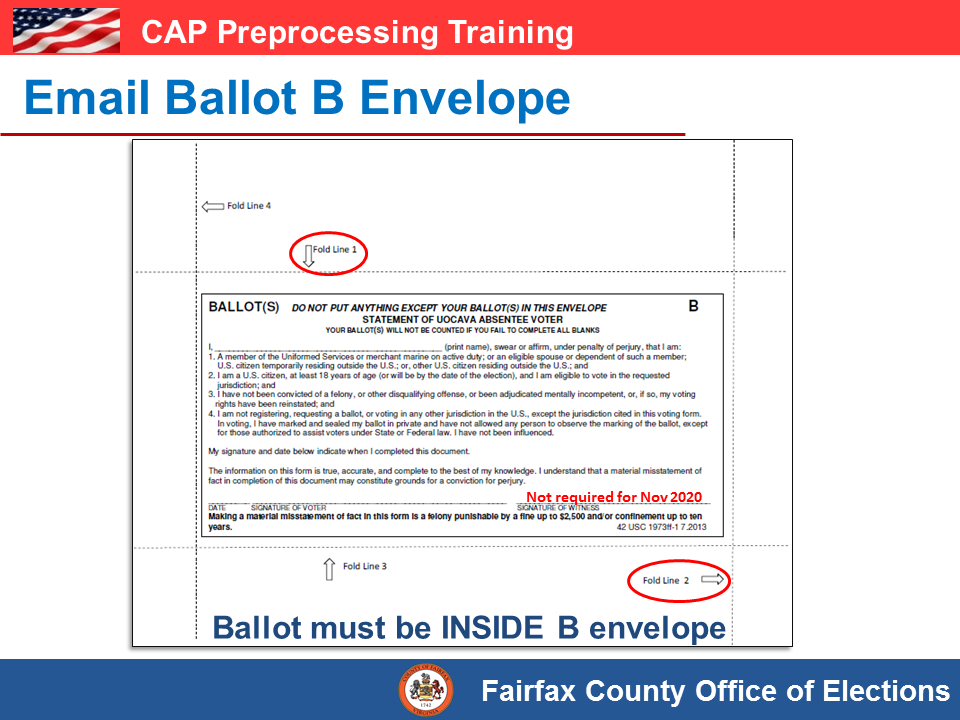 CAP Preprocessing Training
Email Ballot B Envelope
Fold Line 4
Fold Line 1
BALLOT(S) DO NOT PUT ANYTHING EXCEPT YOUR BALLOT(S) IN THIS ENVELOPE B
STATEMENT OF UOCAVA ABSENTEE VOTER
YOUR BALLOT(S) WILL NOT BE COUNTED IF YOU FAIL TO COMPLETE ALL BLANKS
I, (print name), swear or affirm, under penalty of perjury, that I am:
1. A member of the Uniformed Services or merchant marine on active duty; or an eligible spouse or dependent of such a member;
U.S. citizen temporarily residing outside the U.S.; or, other U.S. citizen residing outside the U.S.; and
2. I am a U.S. citizen, at least 18 years of age (or will be by the date of the election), and I am eligible to vote in the requested
jurisdiction; and
3. I have not been convicted of a felony, or other disqualifying offense, or been adjudicated mentally incompetent, or, if so, my voting
rights have been reinstated; and
4. I am not registering, requesting a ballot, or voting in any other jurisdiction in the U.S., except the jurisdiction cited in this voting form.
In voting, I have marked and sealed my ballot in private and have not allowed any person to observe the marking of the ballot, except
for those authorized to assist voters under State or Federal law. I have not been influenced.
My signature and date below indicate when I completed this document.
The information on this form is true, accurate, and complete to the best of my knowledge. I understand that a material misstatement of
fact in completion of this document may constitute grounds for a conviction for perjury.
Not required for Nov 2020
DATE SIGNATURE OF VOTER SIGNATURE OF WITNESS
Making a material misstatement of fact in this form is a felony punishable by a fine up to $2,500 and/or confinement up to ten
years. 42 USC 1973ff-1 7.2013
Fold Line 3
Fold Line 2
Ballot must be INSIDE B envelope
Fairfax County Office of Elections